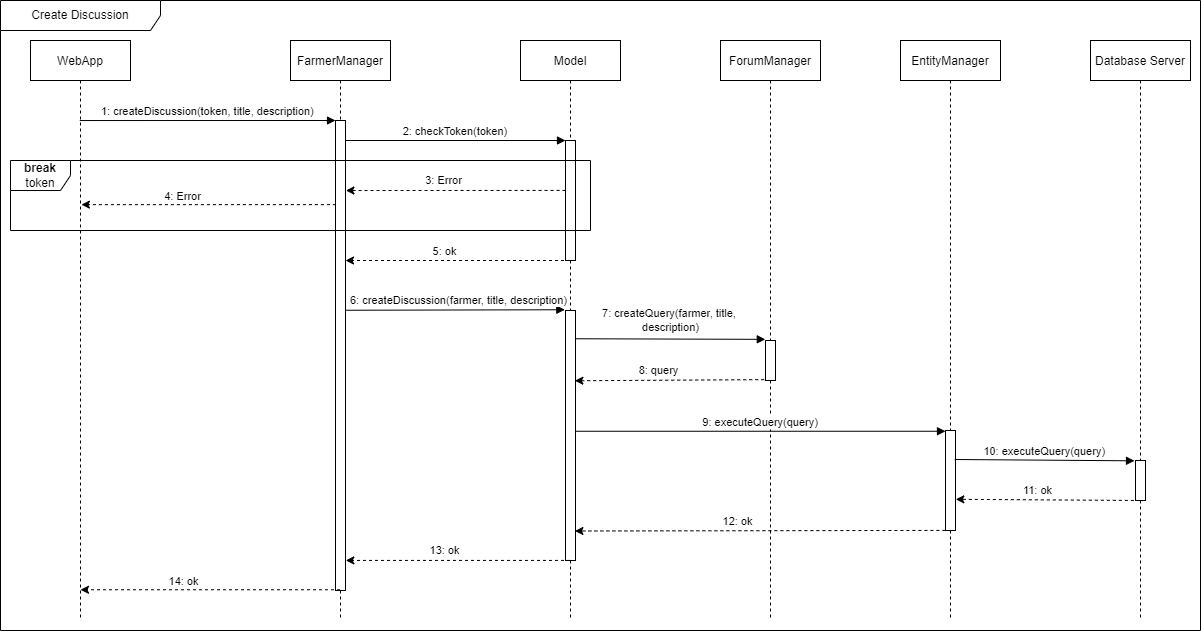 Create Discussion
WebApp
FarmerManager
Model
ForumManager
EntityManager
Database Server
1: createDiscussion(token, title, description)
2: checkToken(token)
break
token
3: Error
4: Error
5: ok
6: createDiscussion(farmer, title, description)
7: createQuery(farmer, title,
description)
8: query
9: executeQuery(query)
10: executeQuery(query)
11: ok
12: ok
13: ok
14: ok